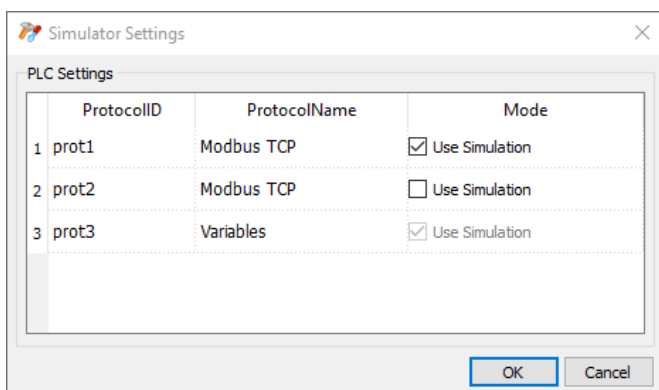 Simulator Settings
PLC Settings
ProtocolID ProtocolName Mode
1 prot1 Modbus TCP Use Simulation
2 prot2 Modbus TCP Use Simulation
3 prot3 Variables Use Simulation
OK Cancel